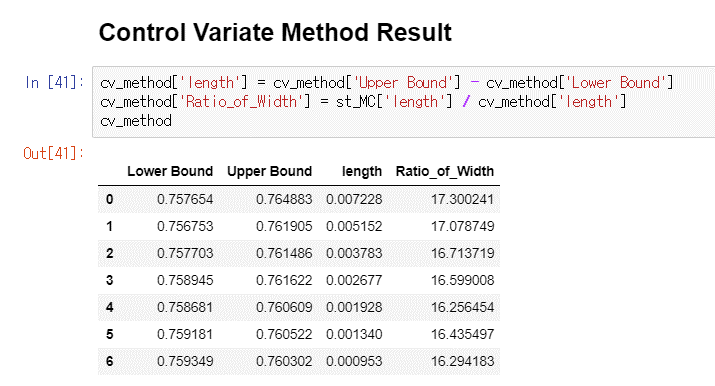 Control Variate Method Result
In [41]: cv_method['length'] = cv_method['Upper Bound'] - cv_method['Lower Bound']
cv_method['Ratio_of_Width'] = st_MC['length'] / cv_method['length']
cv_method
Out[41]:
Lower Bound Upper Bound length Ratio_of_Width
0 0.757654 0.764883 0.007228 17.300241
1 0.756753 0.761905 0.005152 17.078749
2 0.757703 0.761486 0.003783 16.713719
3 0.758945 0.761622 0.002677 16.599008
4 0.758681 0.760609 0.001928 16.256454
5 0.759181 0.760522 0.001340 16.435497
6 0.759349 0.760302 0.000953 16.294183